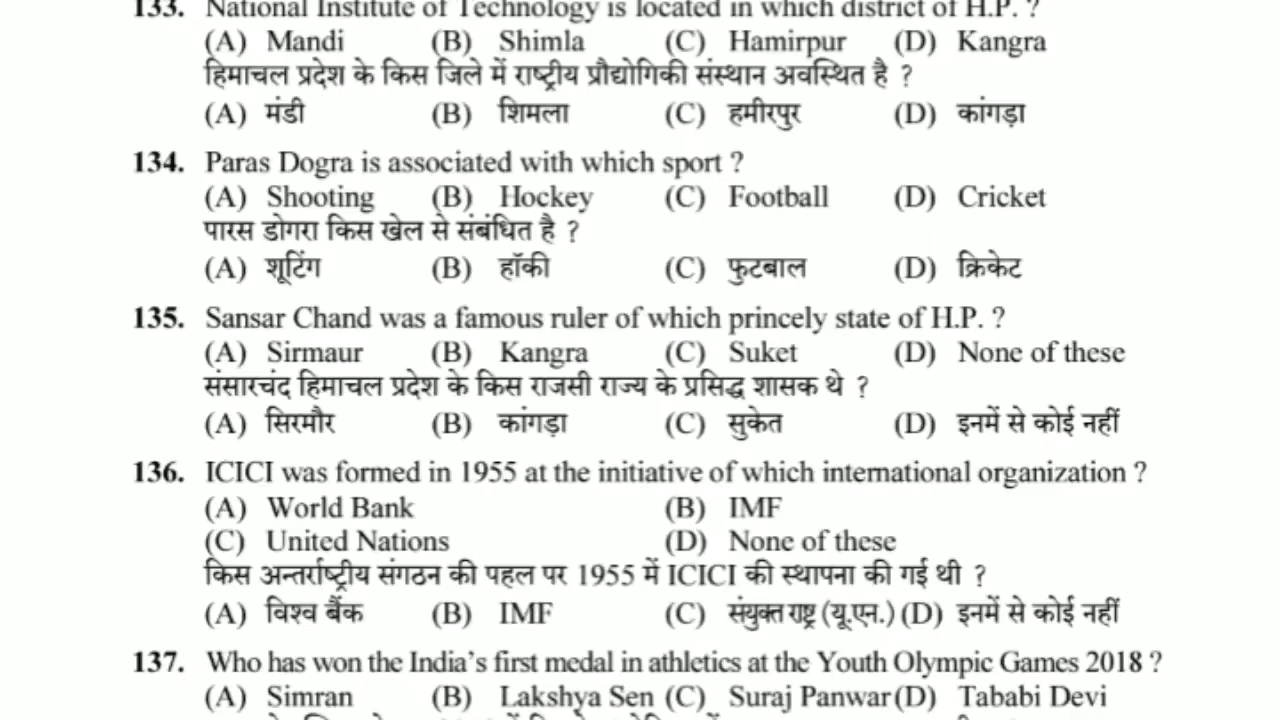 133. National Institute of Technology is located in which district of H.P. ?
(A) Mandi (B) Shimla (C) Hamirpur (D) Kangra
हिमाचल प्रदेश के किस जिले में राष्ट्रीय प्रौद्योगिकी संस्थान अवस्थित है ?
(A) मंडी (B) शिमला (C) हमीरपुर (D) कांगड़ा
134. Paras Dogra is associated with which sport ?
(A) Shooting (B) Hockey (C) Football (D) Cricket
पारस डोगरा किस खेल से संबंधित है ?
(A) शूटिंग (B) हॉकी (C) फुटबाल (D) क्रिकेट
135. Sansar Chand was a famous ruler of which princely state of H.P. ?
(A) Sirmaur (B) Kangra (C) Suket (D) None of these
संसारचंद हिमाचल प्रदेश के किस राजसी राज्य के प्रसिद्ध शासक थे ?
(A) सिरमौर (B) कांगड़ा (C) सुकेत (D) इनमें से कोई नहीं
136. ICICI was formed in 1955 at the initiative of which international organization ?
(A) World Bank (B) IMF
(C) United Nations (D) None of these
किस अन्तर्राष्ट्रीय संगठन की पहल पर 1955 में ICICI की स्थापना की गई थी ?
(A) विश्व बैंक (B) IMF (C) संयुक्त राष्ट्र (यू.एन.) (D) इनमें से कोई नहीं
137. Who has won the India's first medal in athletics at the Youth Olympic Games 2018 ?
(A) Simran (B) Lakshya Sen (C) Suraj Panwar (D) Tababi Devi